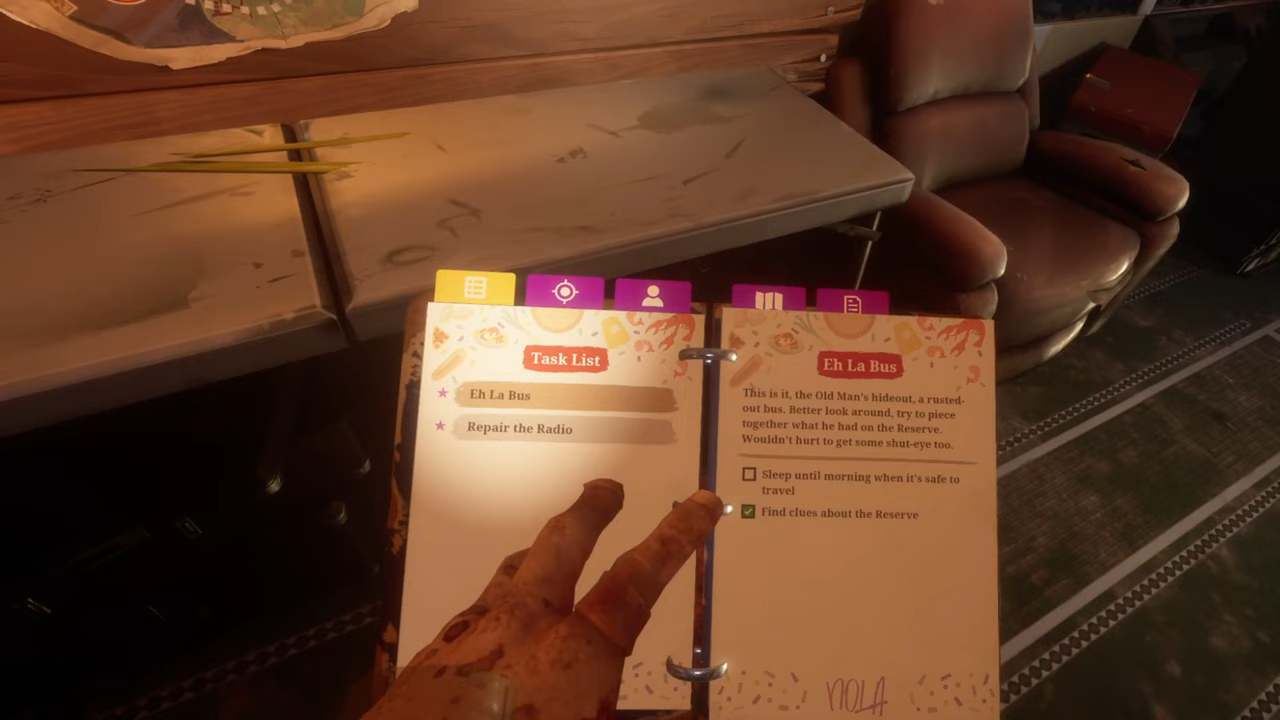 Task List
Eh La Bus
Repair the Radio
Eh La Bus
This is it, the Old Man's hideout, a rusted-
out bus. Better look around, try to piece
together what he had on the Reserve.
Wouldn't hurt to get some shut-eye too.
Sleep until morning when it's safe to
travel
Find clues about the Reserve
NOLA